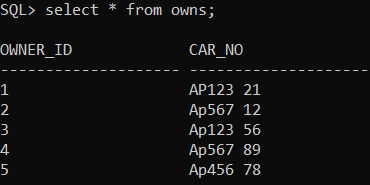 SQL> select * from owns;
OWNER_ID CAR_NO
-------------------- --------------------
1 AP123 21
2 Ap567 12
3 Ap123 56
4 Ap567 89
5 Ap456 78